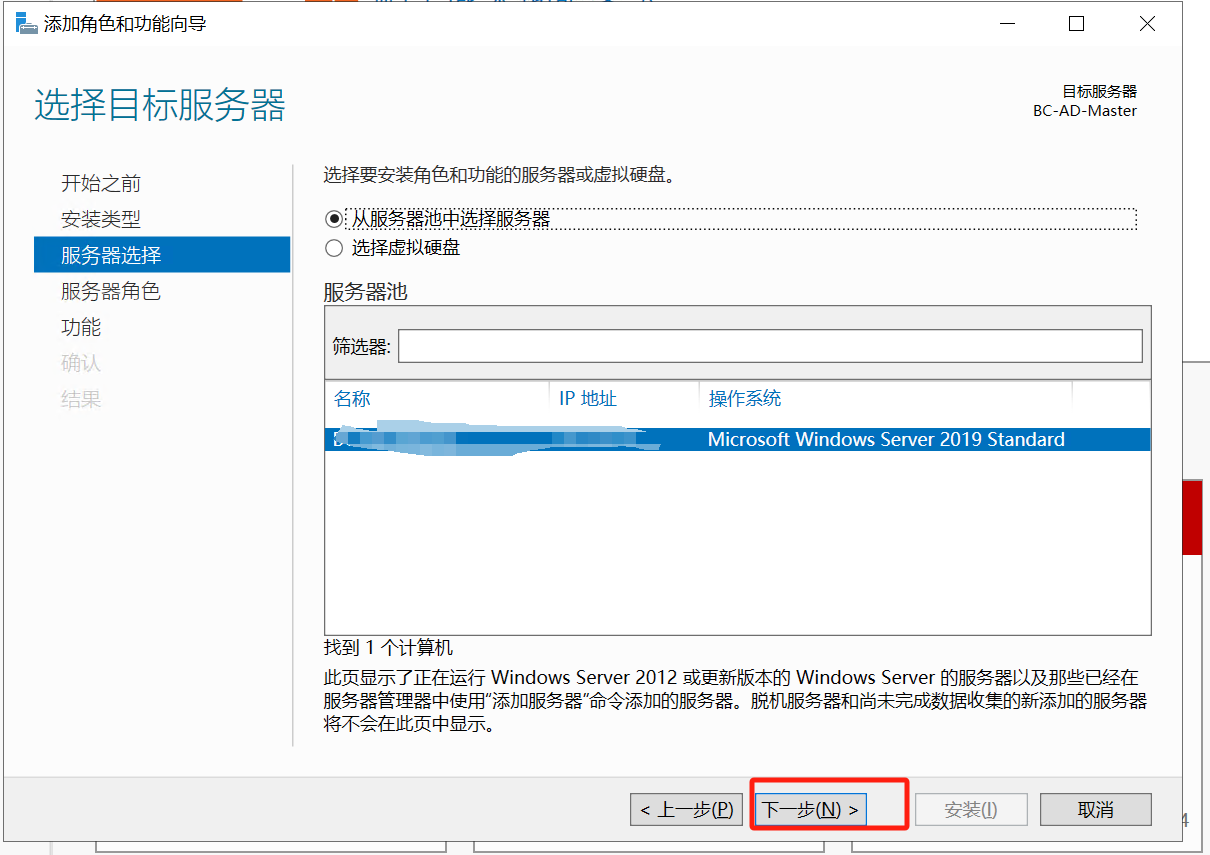 添加角色和功能向导
选择目标服务器
目标服务器
BC-AD-Master
开始之前
安装类型
服务器选择
服务器角色
功能
确认
结果
选择要安装角色和功能的服务器或虚拟硬盘。
从服务器池中选择服务器
选择虚拟硬盘
服务器池
筛选器:
名称 IP 地址 操作系统
Microsoft Windows Server 2019 Standard
找到 1 个计算机
此页显示了正在运行 Windows Server 2012 或更新版本的 Windows Server 的服务器以及那些已经在
服务器管理器中使用“添加服务器”命令添加的服务器。脱机服务器和尚未完成数据收集的新添加的服务器
将不会在此页中显示。
< 上一步(P) 下一步(N) > 安装(I) 取消